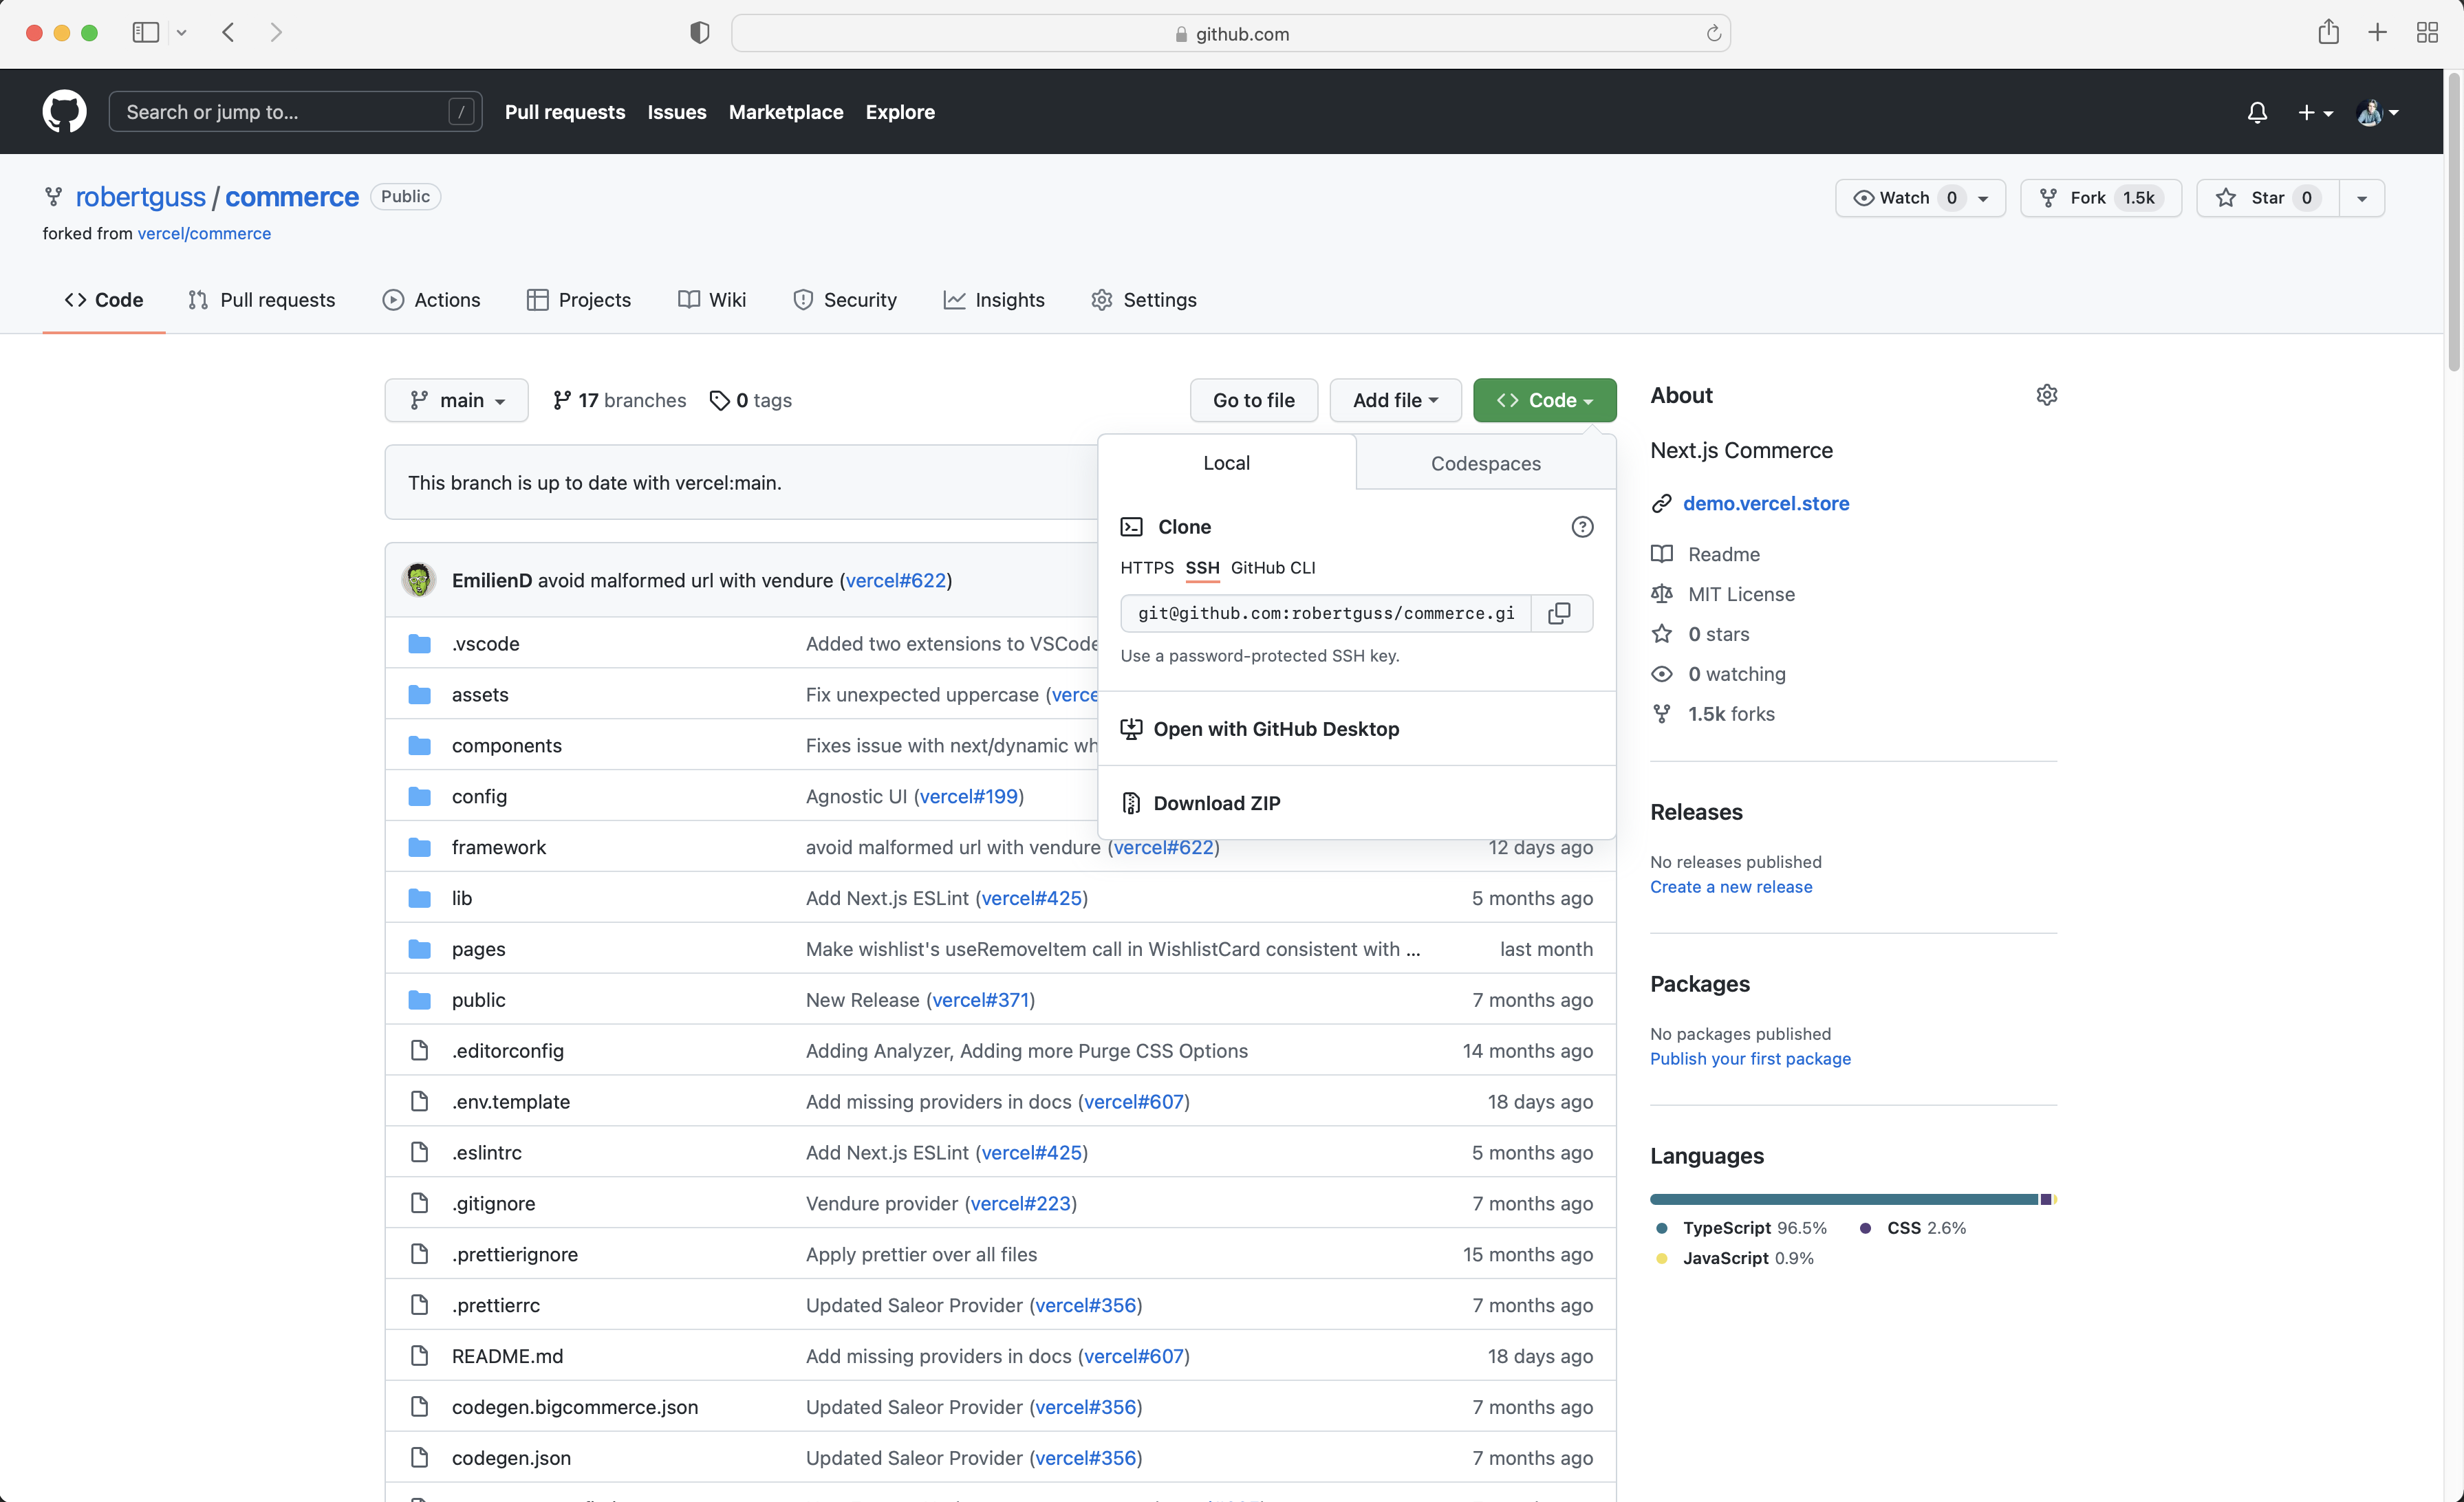 github.com
Search or jump to... /
Pull requests Issues Marketplace Explore
robertguss / commerce Public
Watch 0 Fork 1.5k Star 0
forked from vercel/commerce
Code Pull requests Actions Projects Wiki Security Insights Settings
main 17 branches 0 tags Go to file Add file Code
This branch is up to date with vercel:main.
Local Codespaces
Clone
HTTPS SSH GitHub CLI
git@github.com:robertguss/commerce.gi
Use a password-protected SSH key.
Open with GitHub Desktop
Download ZIP
EmilienD avoid malformed url with vendure (vercel#622)
.vscode Added two extensions to VSCode
assets Fix unexpected uppercase (verce
components Fixes issue with next/dynamic wh
config Agnostic UI (vercel#199)
framework avoid malformed url with vendure (vercel#622) 12 days ago
lib Add Next.js ESLint (vercel#425) 5 months ago
pages Make wishlist's useRemoveItem call in WishlistCard consistent with ... last month
public New Release (vercel#371) 7 months ago
.editorconfig Adding Analyzer, Adding more Purge CSS Options 14 months ago
.env.template Add missing providers in docs (vercel#607) 18 days ago
.eslintrc Add Next.js ESLint (vercel#425) 5 months ago
.gitignore Vendure provider (vercel#223) 7 months ago
.prettierignore Apply prettier over all files 15 months ago
.prettierrc Updated Saleor Provider (vercel#356) 7 months ago
README.md Add missing providers in docs (vercel#607) 18 days ago
codegen.bigcommerce.json Updated Saleor Provider (vercel#356) 7 months ago
codegen.json Updated Saleor Provider (vercel#356) 7 months ago
About
Next.js Commerce
demo.vercel.store
Readme
MIT License
0 stars
0 watching
1.5k forks
Releases
No releases published
Create a new release
Packages
No packages published
Publish your first package
Languages
TypeScript 96.5% CSS 2.6%
JavaScript 0.9%